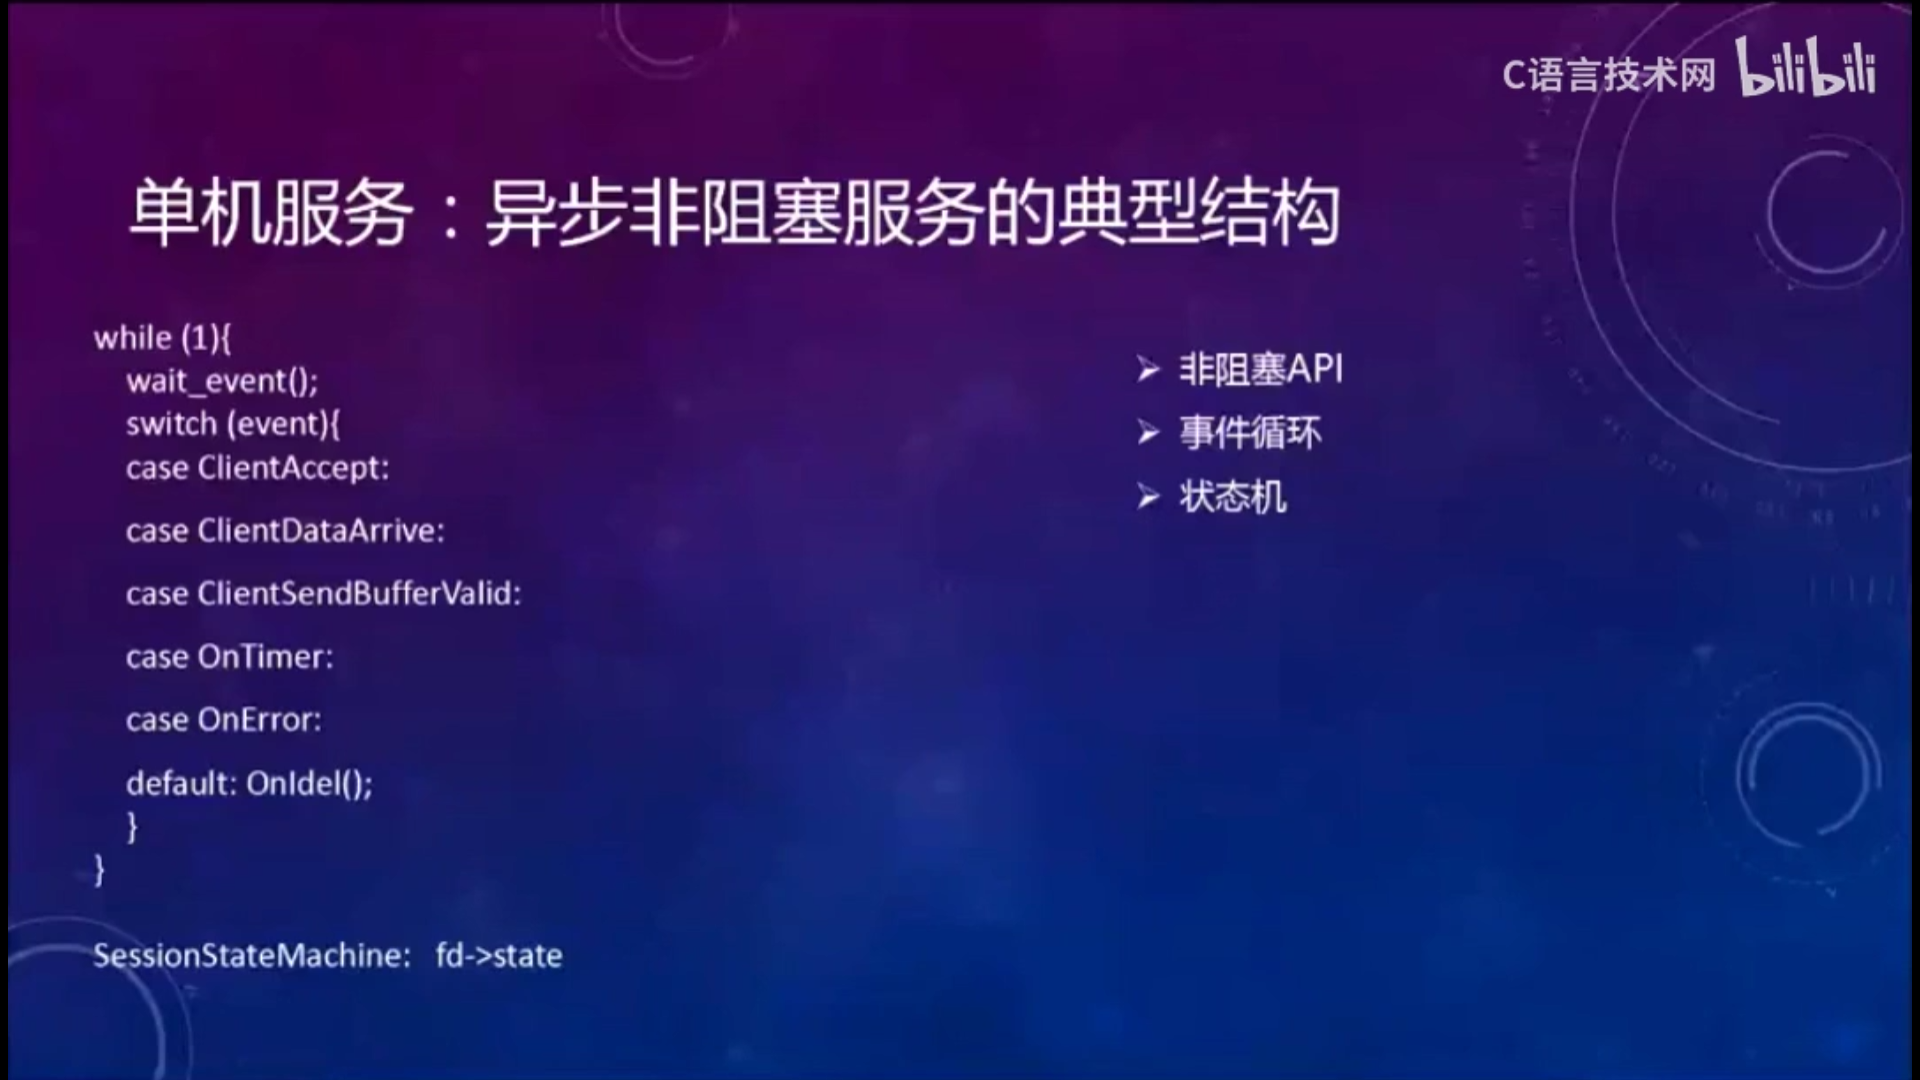 C语言技术网 bilibili
单机服务：异步非阻塞服务的典型结构
while (1){
wait_event();
switch (event){
case ClientAccept:
case ClientDataArrive:
case ClientSendBufferValid:
case OnTimer:
case OnError:
default: OnIdel();
}
}
SessionStateMachine: fd->state
➢ 非阻塞API
➢ 事件循环
➢ 状态机